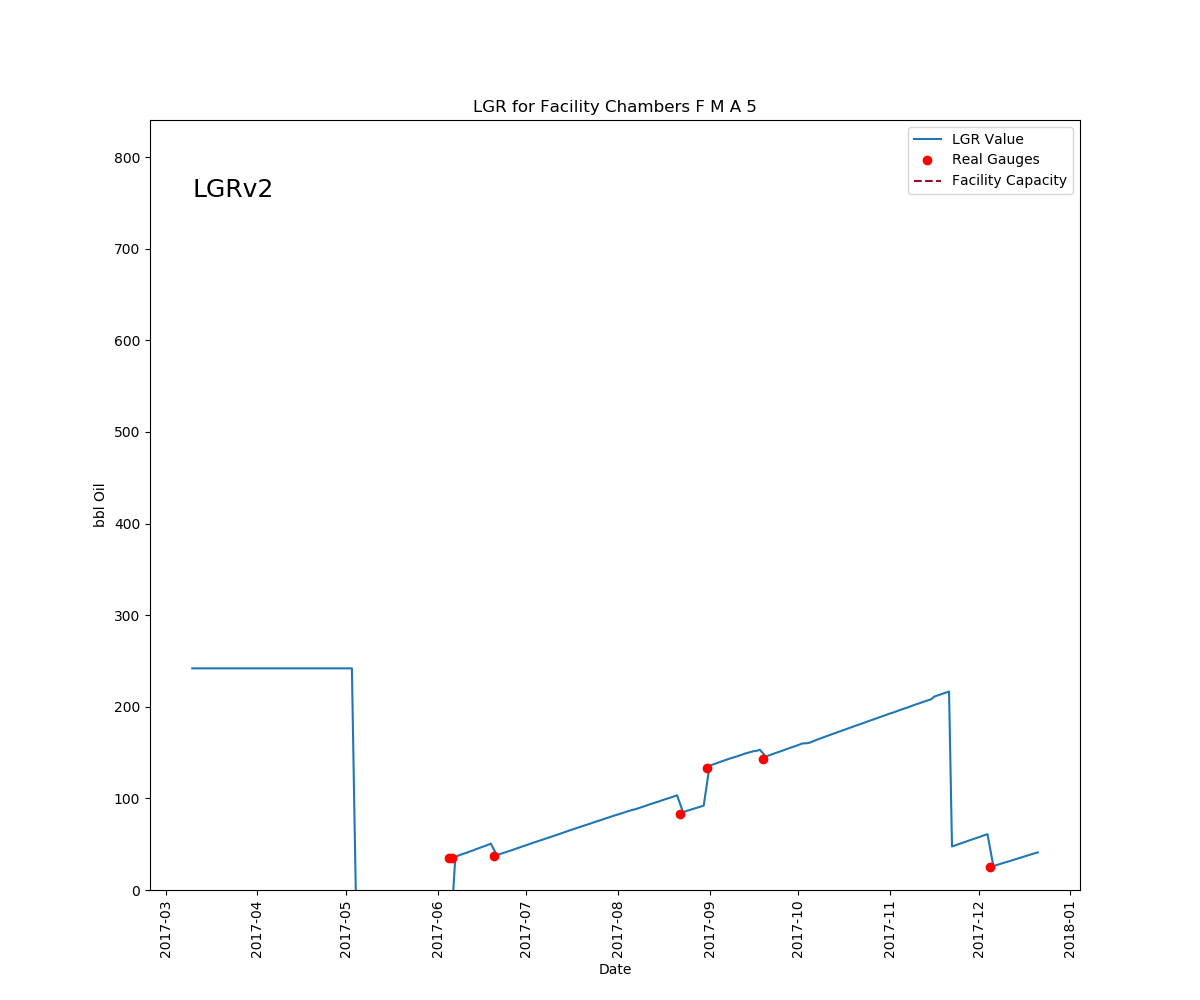 LGR for Facility Chambers F M A 5
LGRv2
LGR Value
Real Gauges
Facility Capacity
bbl Oil
800
700
600
500
400
300
200
100
0
2017-03
2017-04
2017-05
2017-06
2017-07
2017-08
2017-09
2017-10
2017-11
2017-12
2018-01
Date